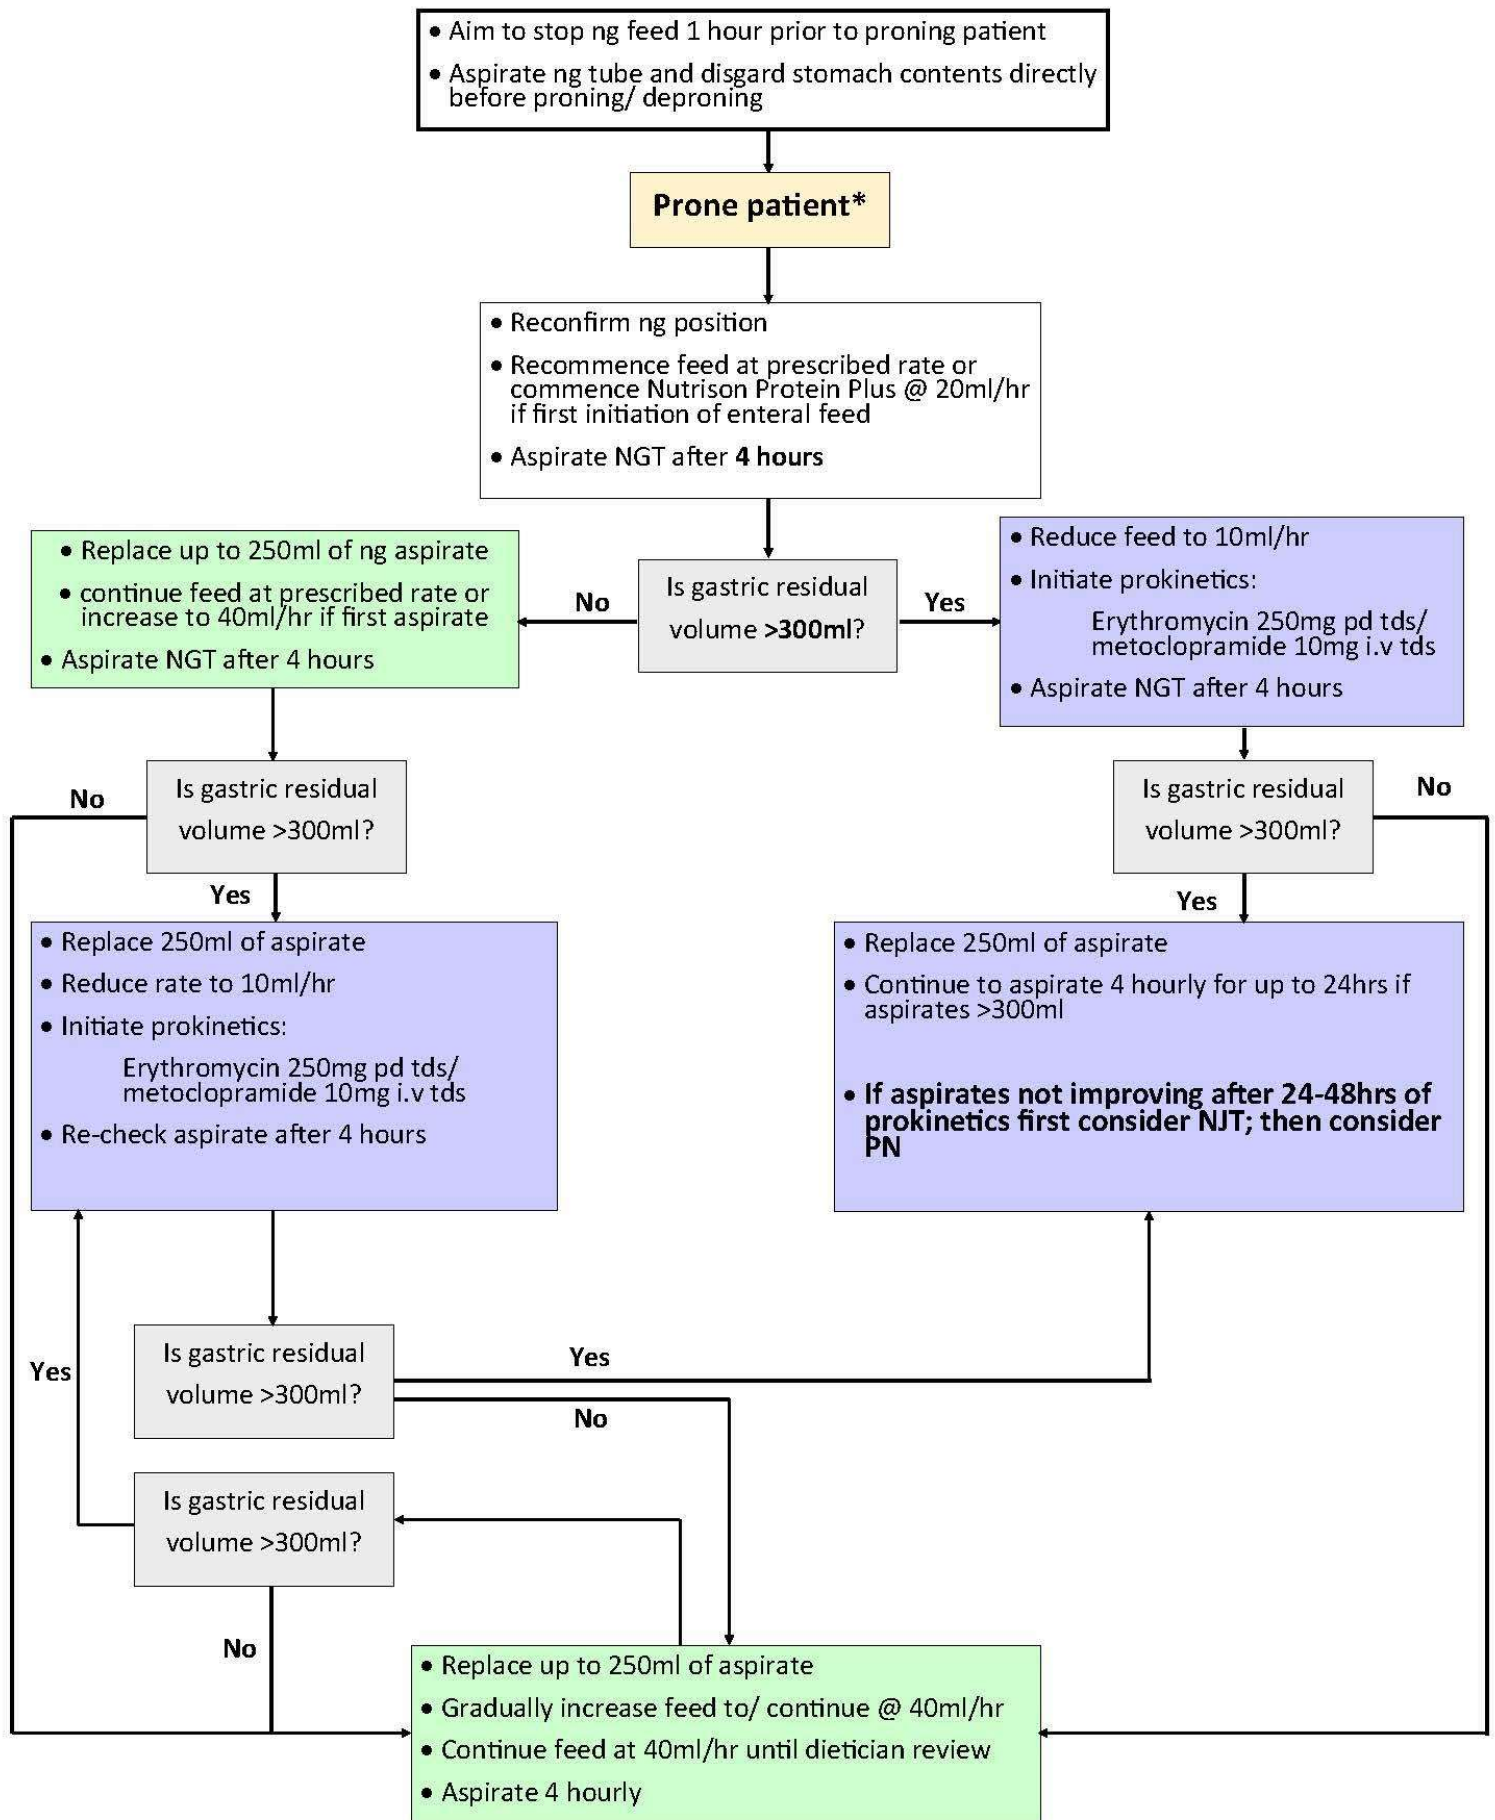 • Aim to stop ng feed 1 hour prior to proning patient
• Aspirate ng tube and disgard stomach contents directly
before proning/ deproning
Prone patient*
• Reconfirm ng position
• Recommence feed at prescribed rate or
commence Nutrison Protein Plus @ 20ml/hr
if first initiation of enteral feed
• Aspirate NGT after 4 hours
• Replace up to 250ml of ng aspirate
• continue feed at prescribed rate or
increase to 40ml/hr if first aspirate
• Aspirate NGT after 4 hours
No
Is gastric residual
volume >300ml?
Yes
• Reduce feed to 10ml/hr
• Initiate prokinetics:
Erythromycin 250mg pd tds/
metoclopramide 10mg i.v tds
• Aspirate NGT after 4 hours
No
Is gastric residual
volume >300ml?
Yes
Is gastric residual
volume >300ml?
No
Yes
• Replace 250ml of aspirate
• Reduce rate to 10ml/hr
• Initiate prokinetics:
Erythromycin 250mg pd tds/
metoclopramide 10mg i.v tds
• Re-check aspirate after 4 hours
• Replace 250ml of aspirate
• Continue to aspirate 4 hourly for up to 24hrs if
aspirates >300ml
• If aspirates not improving after 24-48hrs of
prokinetics first consider NJT; then consider
PN
Is gastric residual
volume >300ml?
Yes
No
Yes
Is gastric residual
volume >300ml?
No
• Replace up to 250ml of aspirate
• Gradually increase feed to/ continue @ 40ml/hr
• Continue feed at 40ml/hr until dietician review
• Aspirate 4 hourly